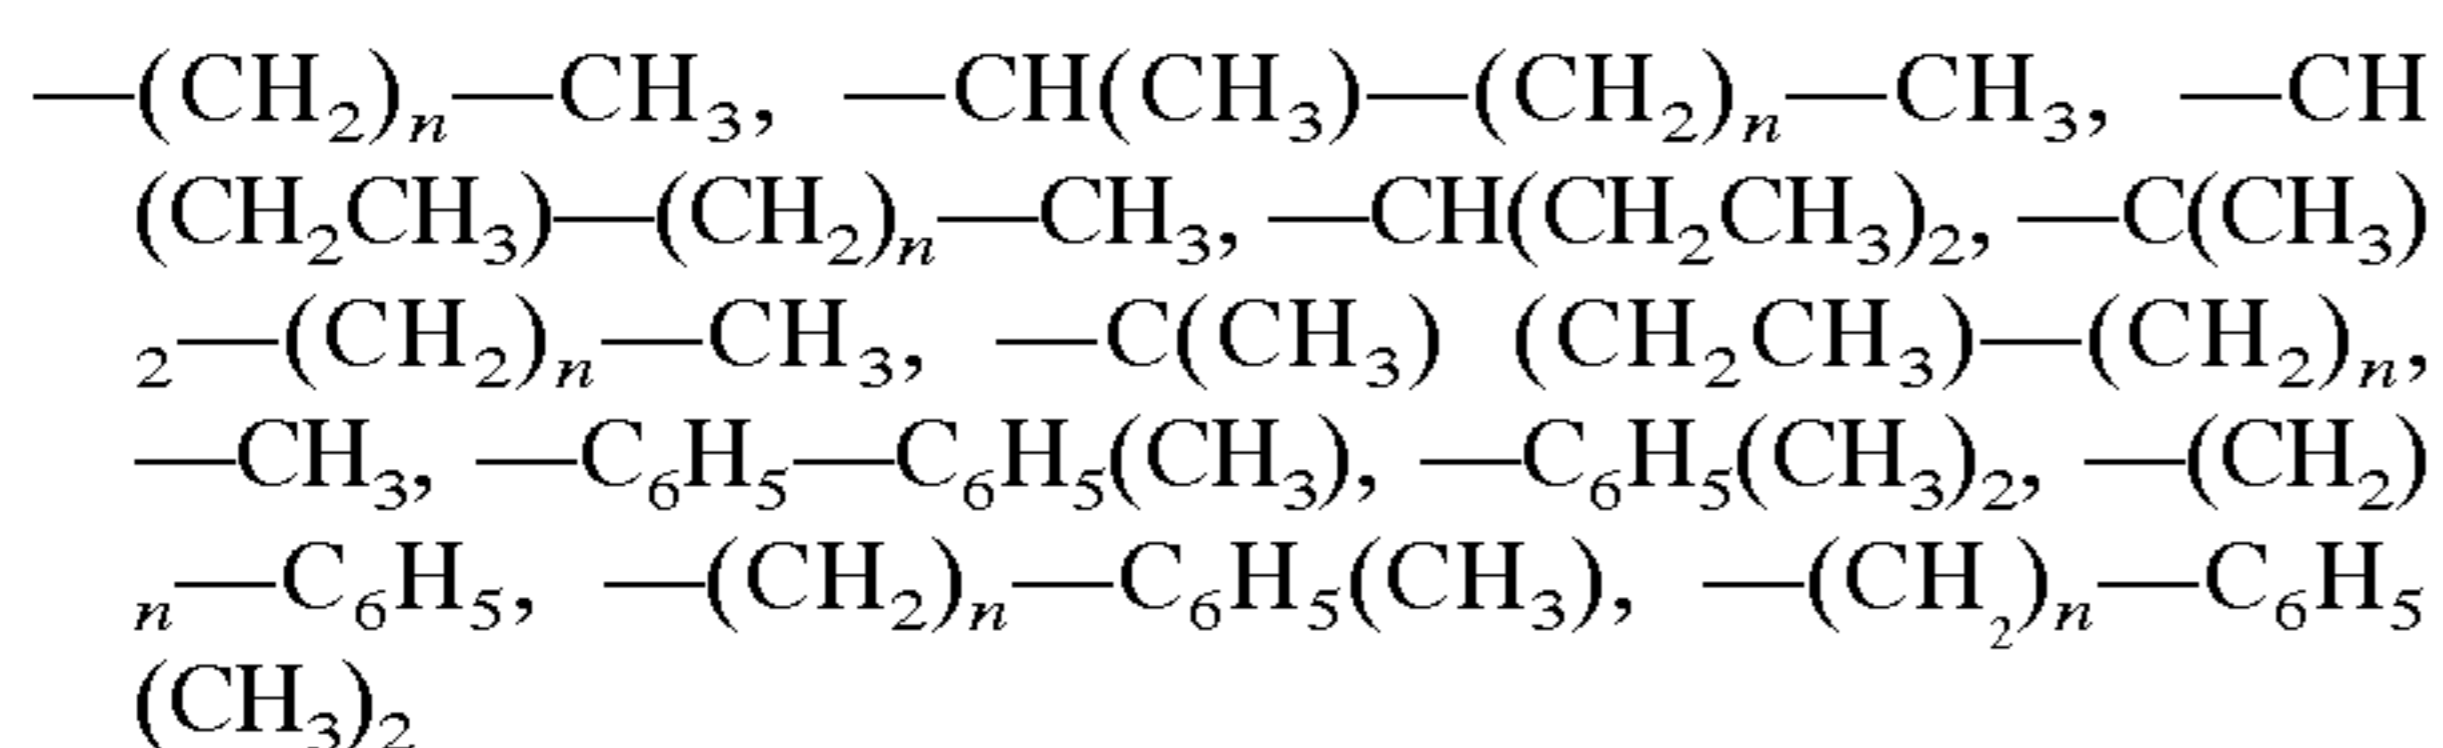 —(CH₂)ₙ—CH₃, —CH(CH₃)—(CH₂)ₙ—CH₃, —CH
(CH₂CH₃)—(CH₂)ₙ—CH₃, —CH(CH₂CH₃)₂, —C(CH₃)
₂—(CH₂)ₙ—CH₃, —C(CH₃) (CH₂CH₃)—(CH₂)ₙ,
—CH₃, —C₆H₅—C₆H₅(CH₃), —C₆H₅(CH₃)₂, —(CH₂)
ₙ—C₆H₅, —(CH₂)ₙ—C₆H₅(CH₃), —(CH₂)ₙ—C₆H₅
(CH₃)₂